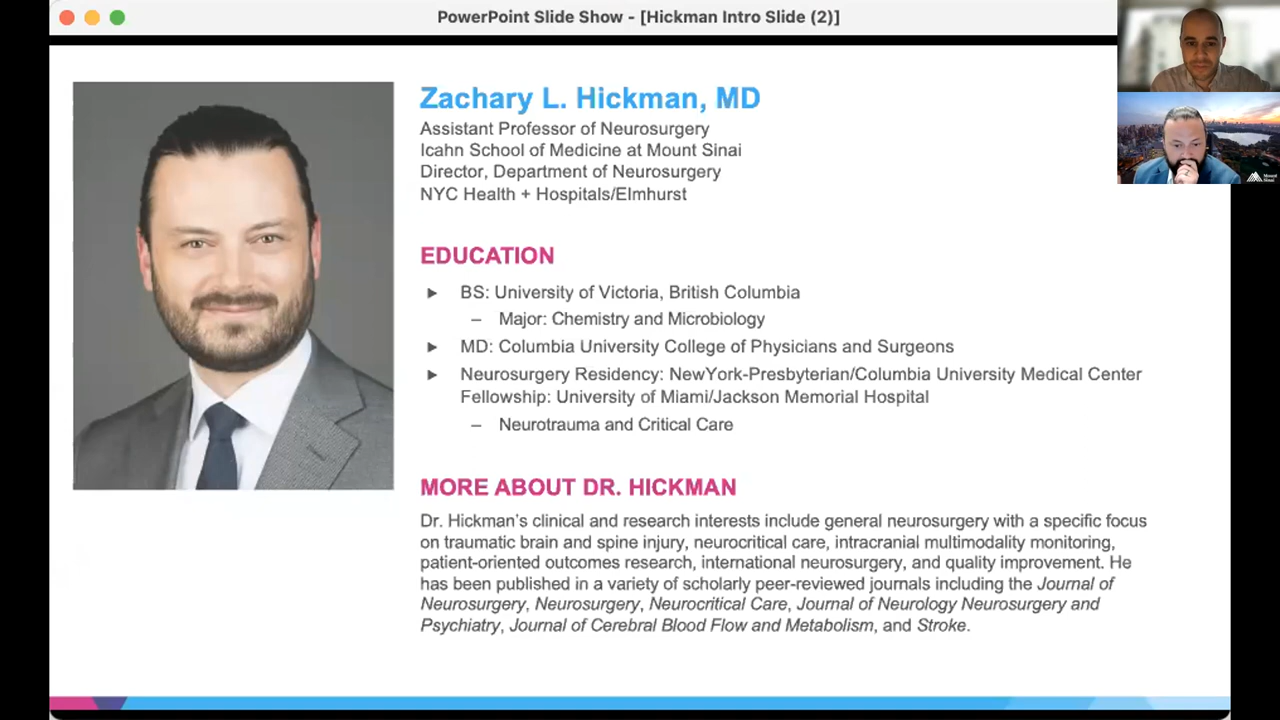 PowerPoint Slide Show - [Hickman Intro Slide (2)]
Zachary L. Hickman, MD
Assistant Professor of Neurosurgery
Icahn School of Medicine at Mount Sinai
Director, Department of Neurosurgery
NYC Health + Hospitals/Elmhurst
Mount
Sinai
EDUCATION
► BS: University of Victoria, British Columbia
– Major: Chemistry and Microbiology
► MD: Columbia University College of Physicians and Surgeons
► Neurosurgery Residency: NewYork-Presbyterian/Columbia University Medical Center
Fellowship: University of Miami/Jackson Memorial Hospital
– Neurotrauma and Critical Care
MORE ABOUT DR. HICKMAN
Dr. Hickman's clinical and research interests include general neurosurgery with a specific focus
on traumatic brain and spine injury, neurocritical care, intracranial multimodality monitoring,
patient-oriented outcomes research, international neurosurgery, and quality improvement. He
has been published in a variety of scholarly peer-reviewed journals including the Journal of
Neurosurgery, Neurosurgery, Neurocritical Care, Journal of Neurology Neurosurgery and
Psychiatry, Journal of Cerebral Blood Flow and Metabolism, and Stroke.